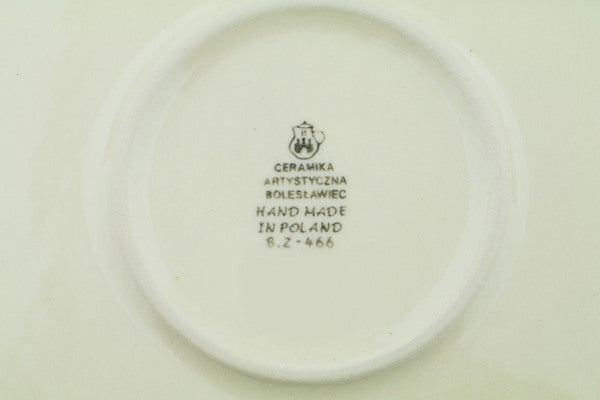 B
CERAMIKA
ARTYSTYCZNA
BOLESŁAWIEC
HAND MADE
IN POLAND
B.Z-466